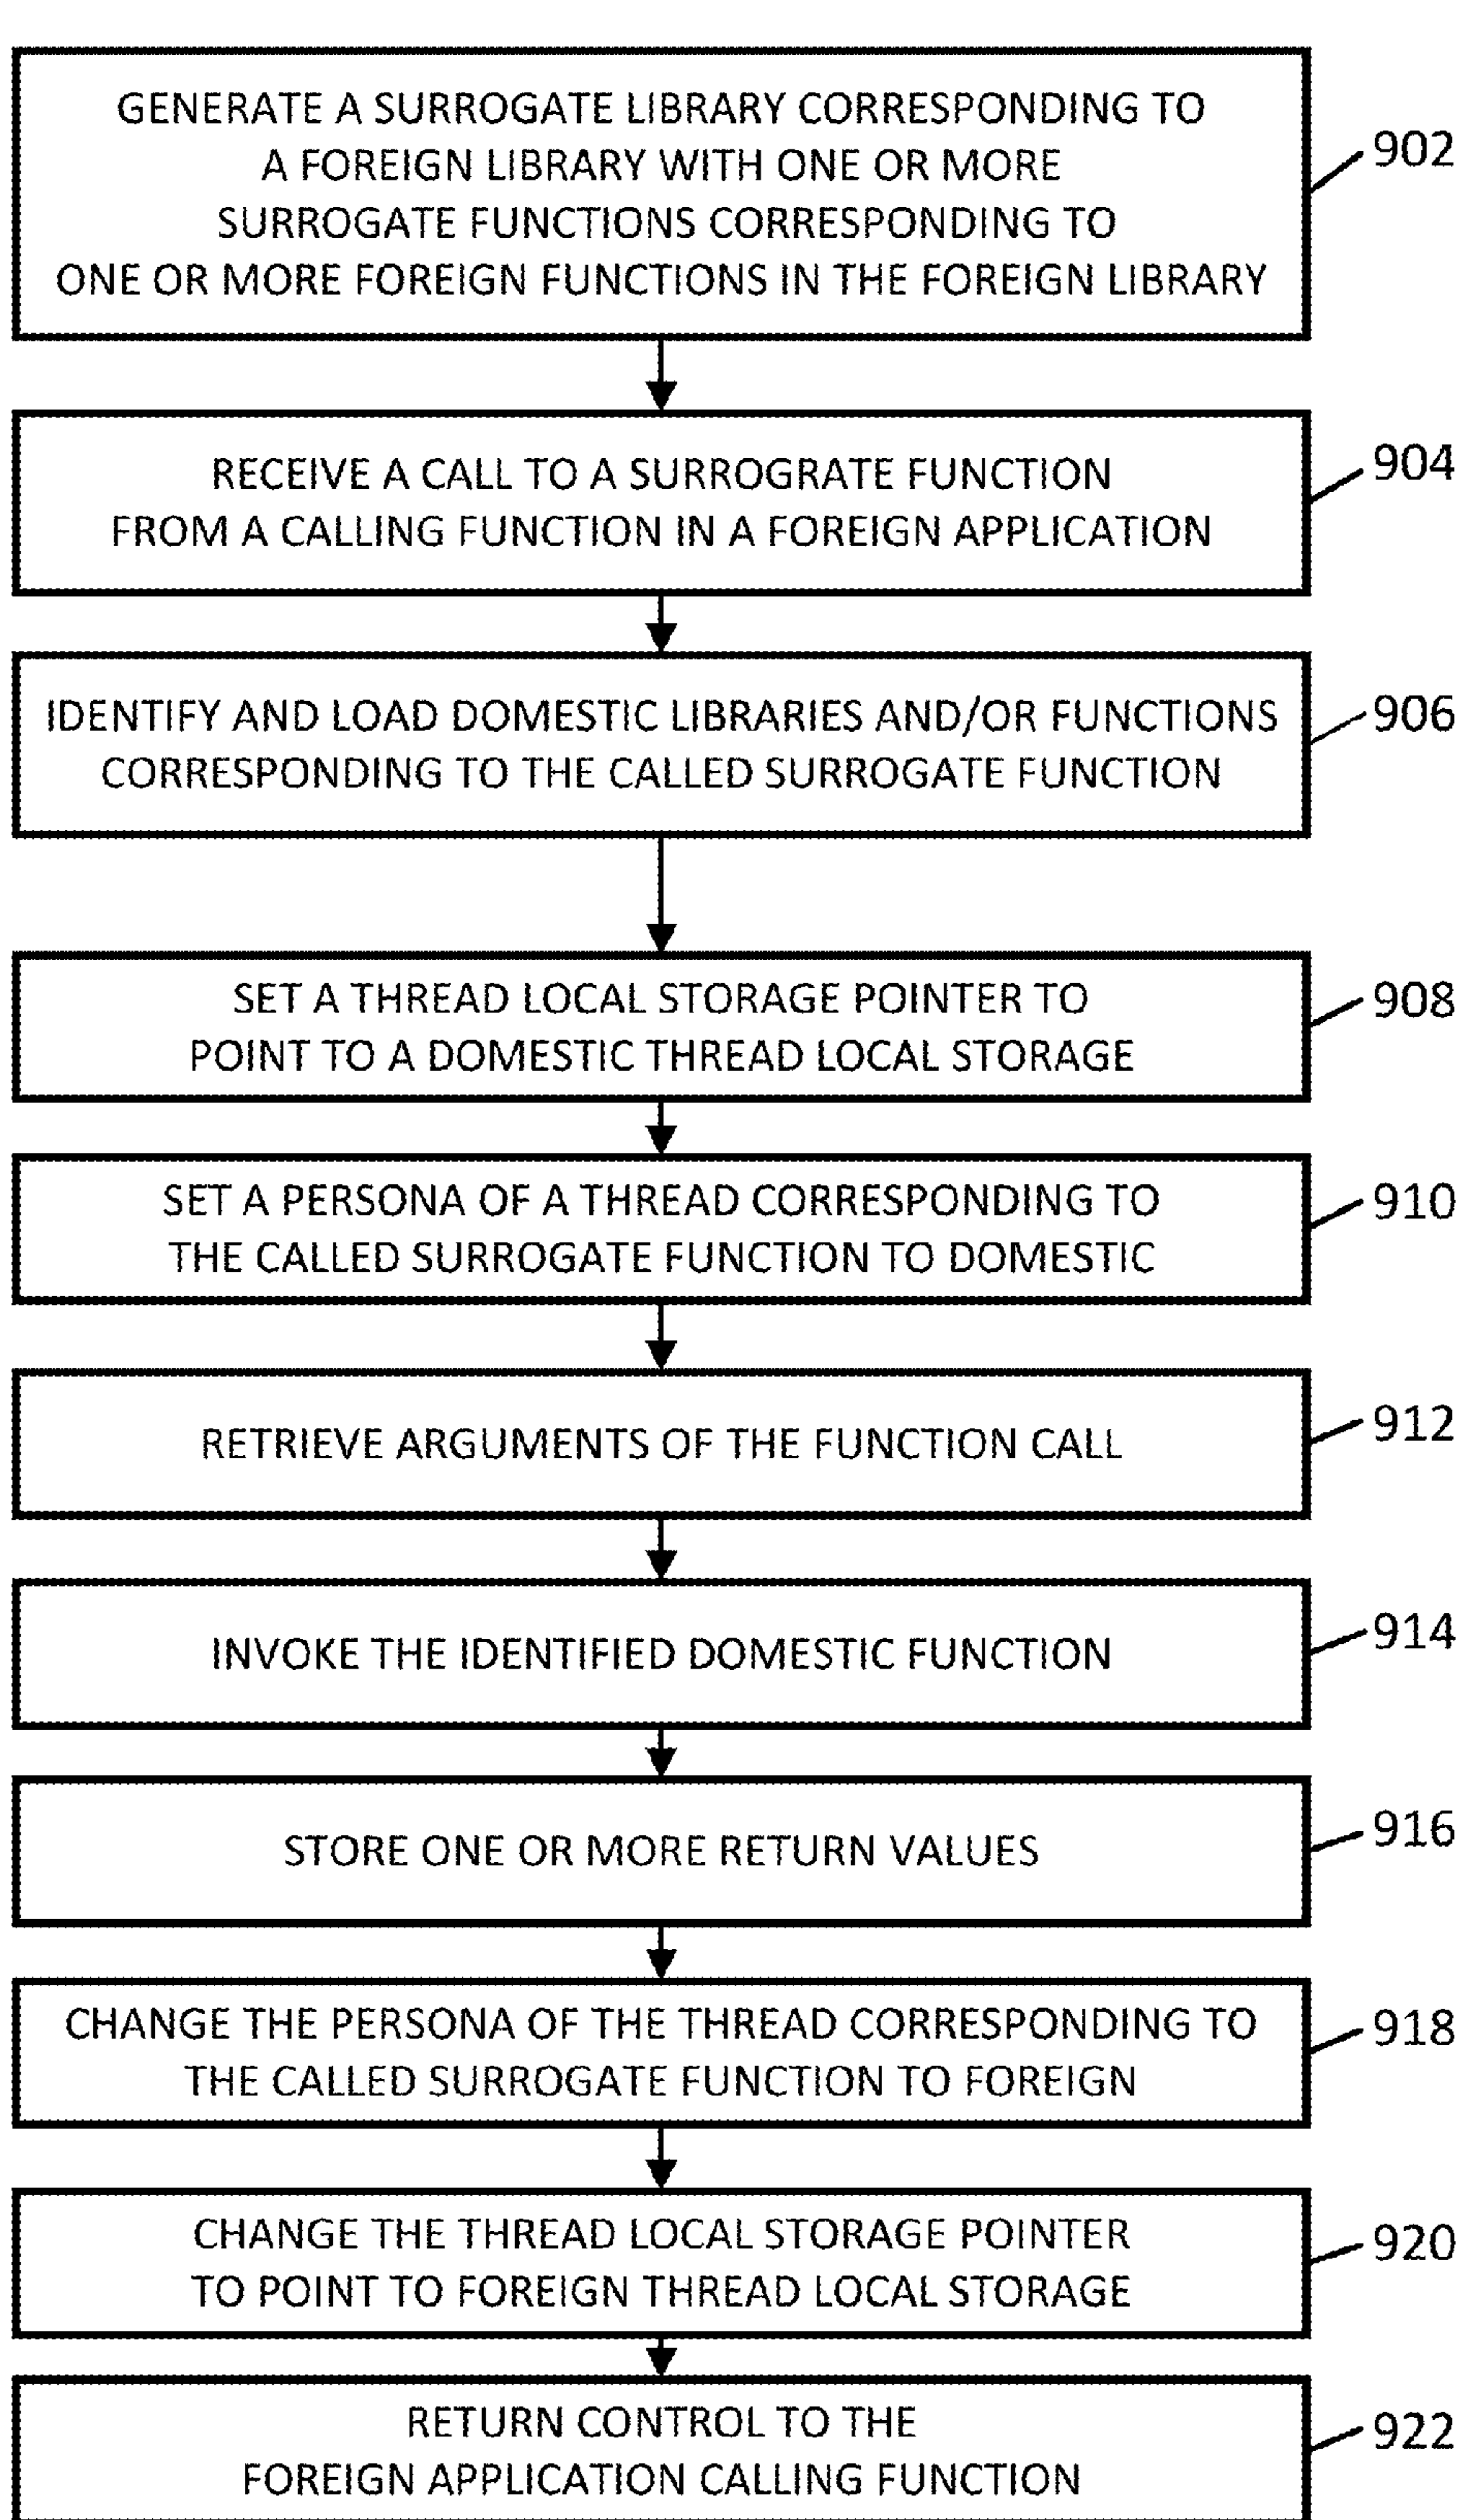 GENERATE A SURROGATE LIBRARY CORRESPONDING TO
A FOREIGN LIBRARY WITH ONE OR MORE
SURROGATE FUNCTIONS CORRESPONDING TO
ONE OR MORE FOREIGN FUNCTIONS IN THE FOREIGN LIBRARY
902
RECEIVE A CALL TO A SURROGRATE FUNCTION
FROM A CALLING FUNCTION IN A FOREIGN APPLICATION
904
IDENTIFY AND LOAD DOMESTIC LIBRARIES AND/OR FUNCTIONS
CORRESPONDING TO THE CALLED SURROGATE FUNCTION
906
SET A THREAD LOCAL STORAGE POINTER TO
POINT TO A DOMESTIC THREAD LOCAL STORAGE
908
SET A PERSONA OF A THREAD CORRESPONDING TO
THE CALLED SURROGATE FUNCTION TO DOMESTIC
910
RETRIEVE ARGUMENTS OF THE FUNCTION CALL
912
INVOKE THE IDENTIFIED DOMESTIC FUNCTION
914
STORE ONE OR MORE RETURN VALUES
916
CHANGE THE PERSONA OF THE THREAD CORRESPONDING TO
THE CALLED SURROGATE FUNCTION TO FOREIGN
918
CHANGE THE THREAD LOCAL STORAGE POINTER
TO POINT TO FOREIGN THREAD LOCAL STORAGE
920
RETURN CONTROL TO THE
FOREIGN APPLICATION CALLING FUNCTION
922